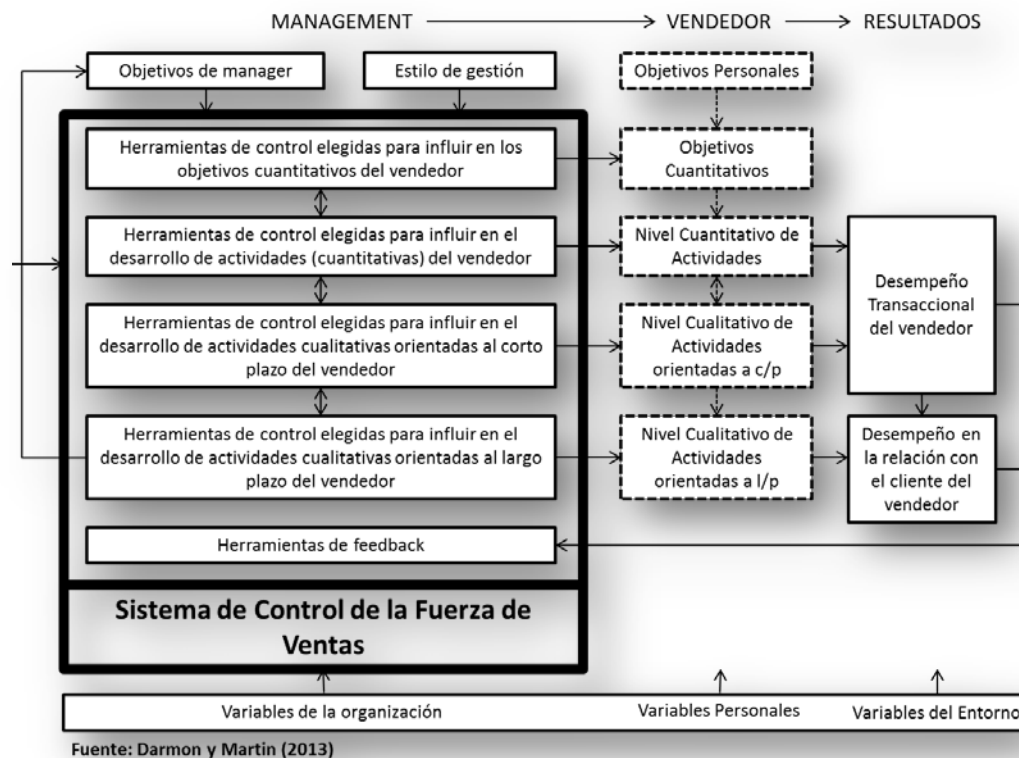 MANAGEMENT
VENDEDOR
RESULTADOS
Objetivos de manager
Estilo de gestión
Objetivos Personales
Herramientas de control elegidas para influir en los
objetivos cuantitativos del vendedor
Objetivos
Cuantitativos
Herramientas de control elegidas para influir en el
desarrollo de actividades (cuantitativas) del vendedor
Nivel Cuantitativo de
Actividades
Desempeño
Transaccional
del vendedor
Herramientas de control elegidas para influir en el
desarrollo de actividades cualitativas orientadas al corto
plazo del vendedor
Nivel Cualitativo de
Actividades
orientadas a c/p
Herramientas de control elegidas para influir en el
desarrollo de actividades cualitativas orientadas al largo
plazo del vendedor
Nivel Cualitativo de
Actividades
orientadas a l/p
Desempeño en
la relación con
el cliente del
vendedor
Herramientas de feedback
Sistema de Control de la Fuerza de
Ventas
Variables de la organización
Variables Personales
Variables del Entorno
Fuente: Darmon y Martin (2013)